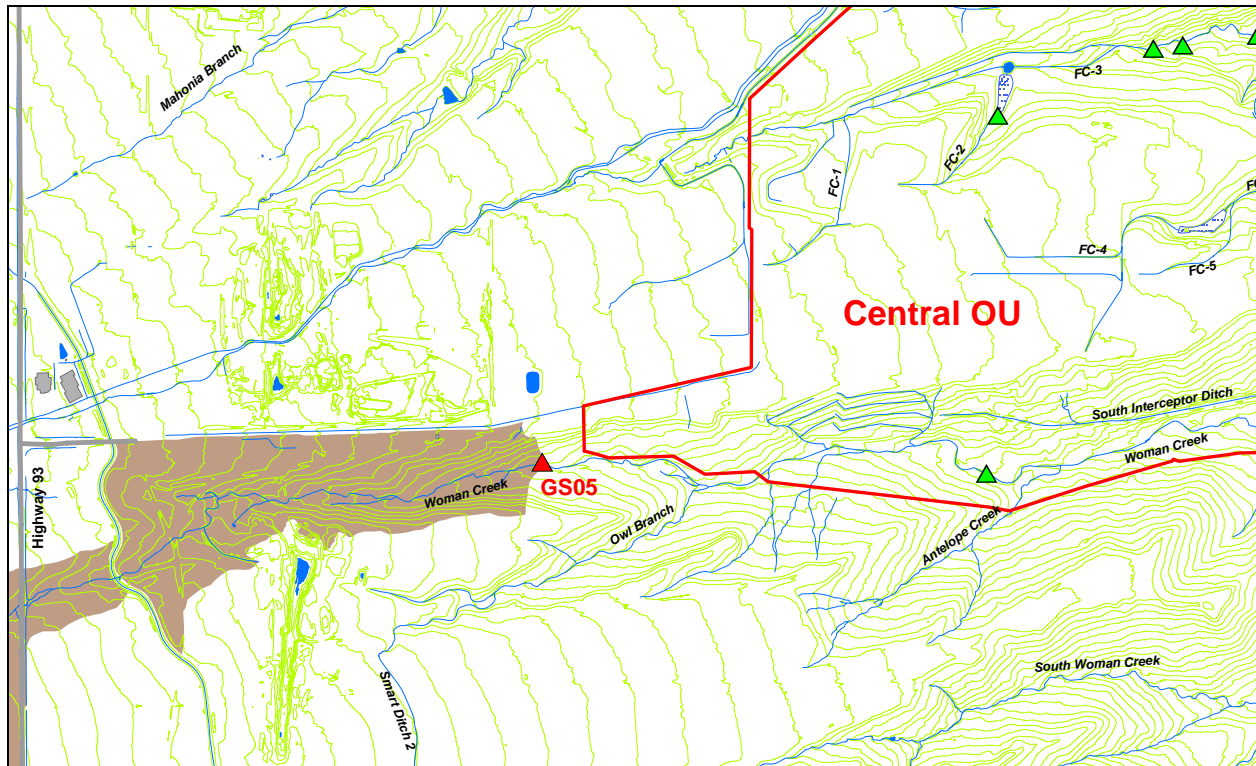 Mahonia Branch
FC-3
FC-2
FC-1
FC
FC-4
FC-5
Central OU
South Interceptor Ditch
Woman Creek
Highway 93
Woman Creek
GS05
Owl Branch
Antelope Creek
South Woman Creek
Smart Ditch 2